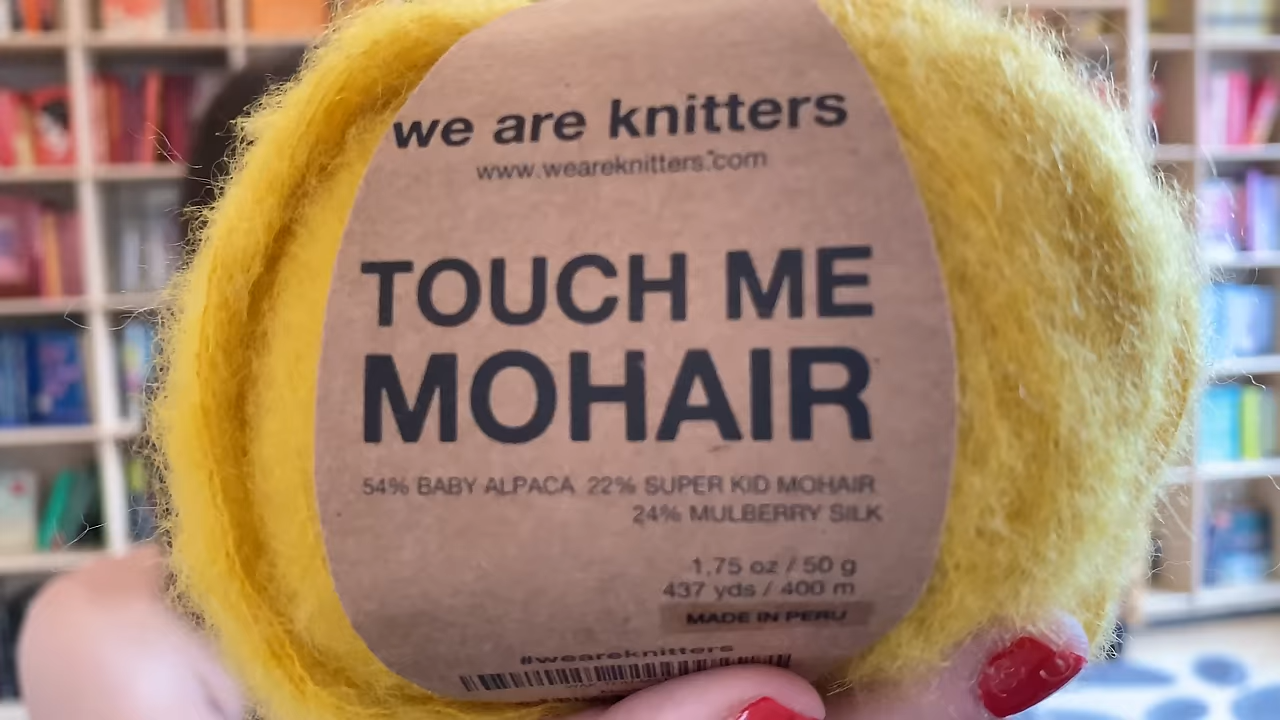 we are knitters
www.weareknitters.com
TOUCH ME
MOHAIR
54% BABY ALPACA 22% SUPER KID MOHAIR
24% MULBERRY SILK
1,75 oz / 50 g
437 yds / 400 m
MADE IN PERU
#weareknitters